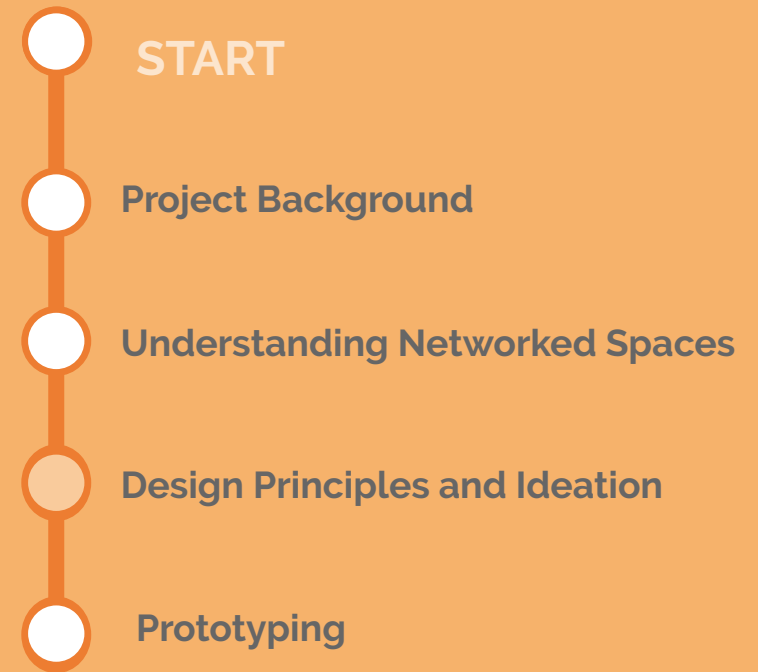 START
Project Background
Understanding Networked Spaces
Design Principles and Ideation
Prototyping